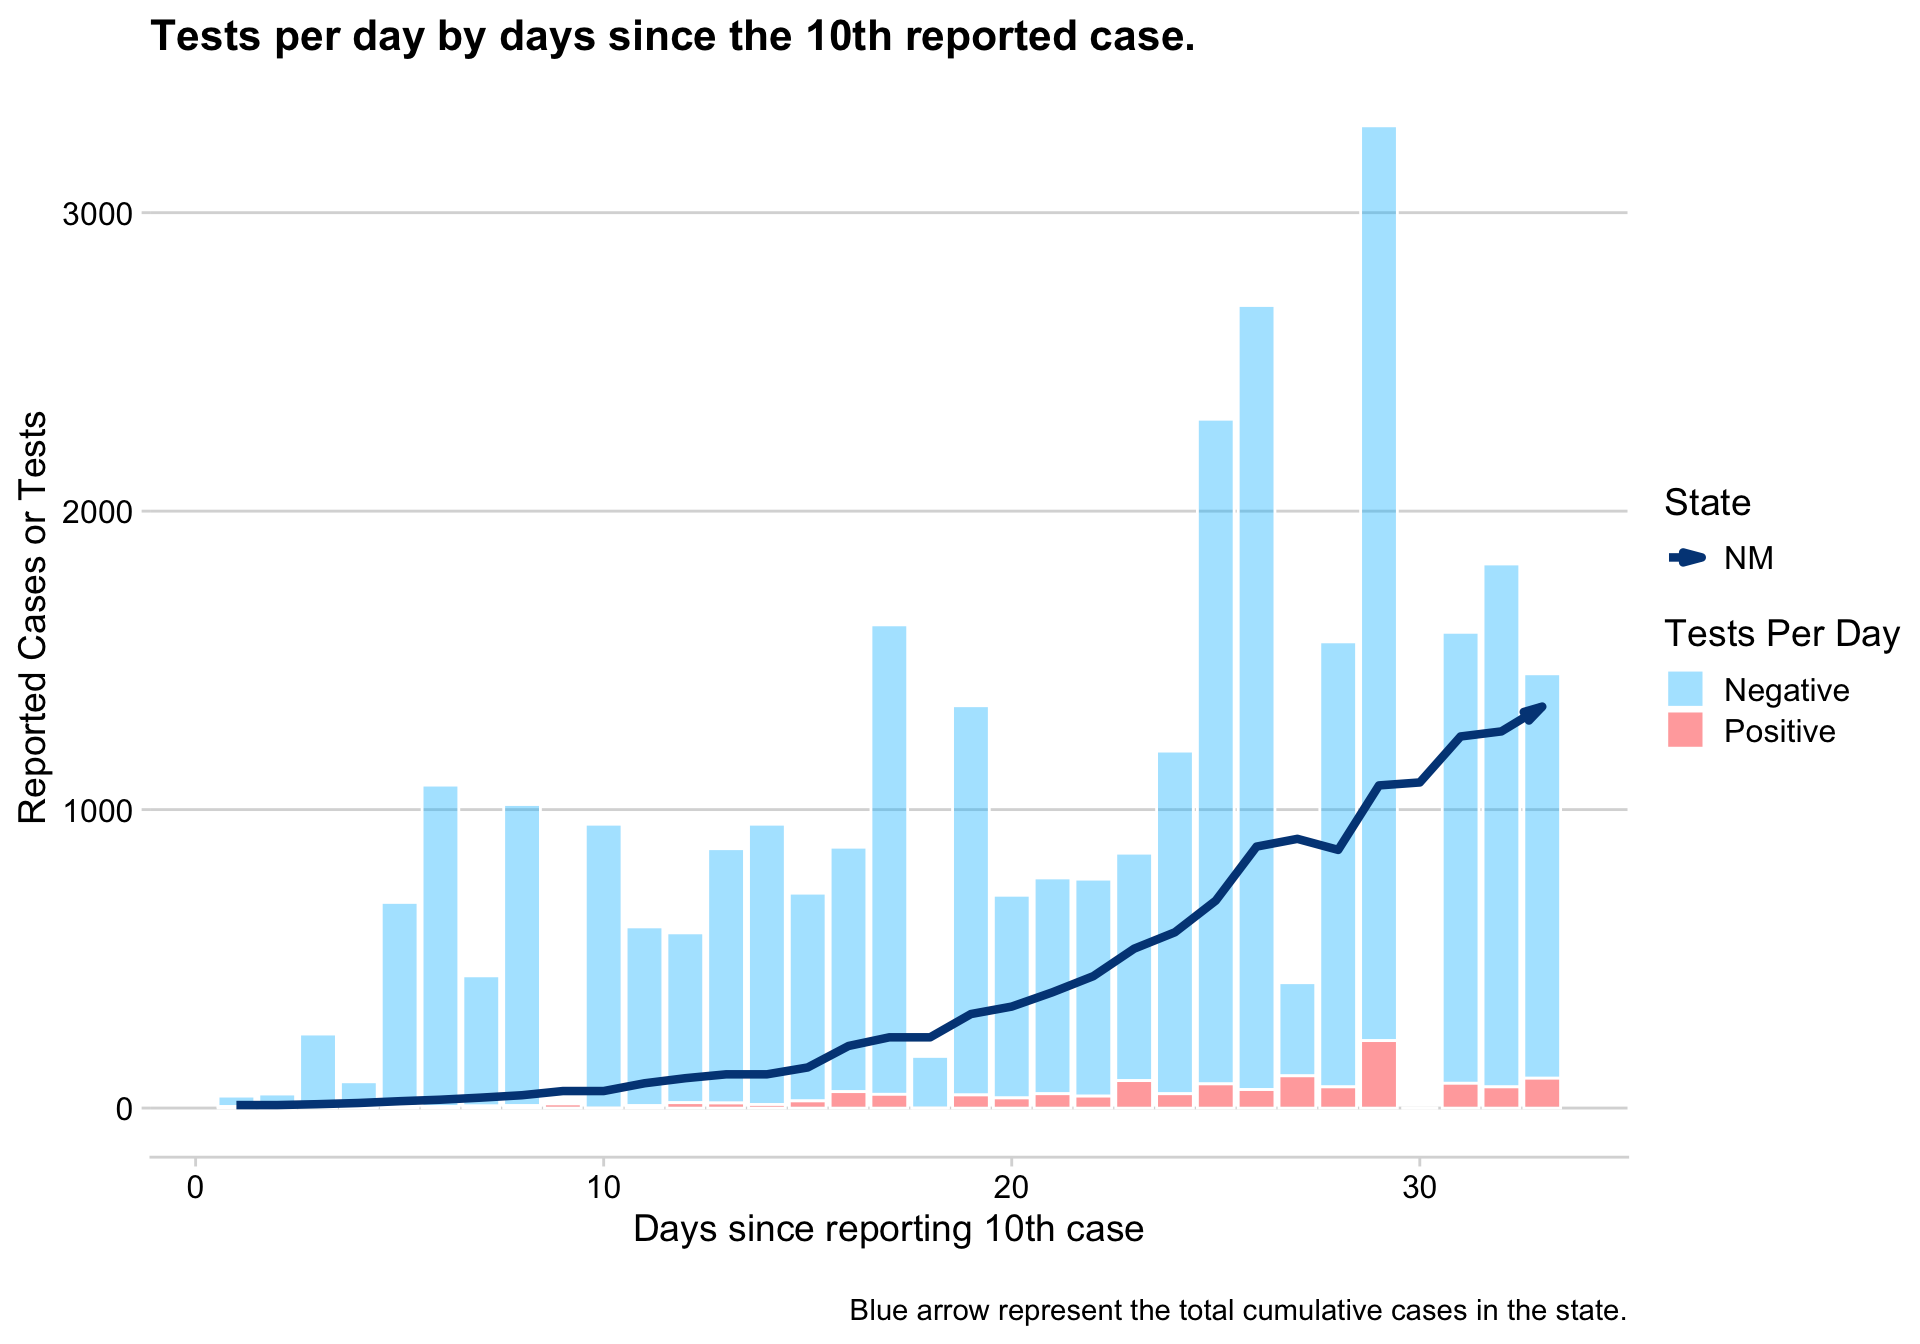 Tests per day by days since the 10th reported case.
Reported Cases or Tests
3000
2000
1000
0
0 10 20 30
Days since reporting 10th case
State
NM
Tests Per Day
Negative
Positive
Blue arrow represent the total cumulative cases in the state.